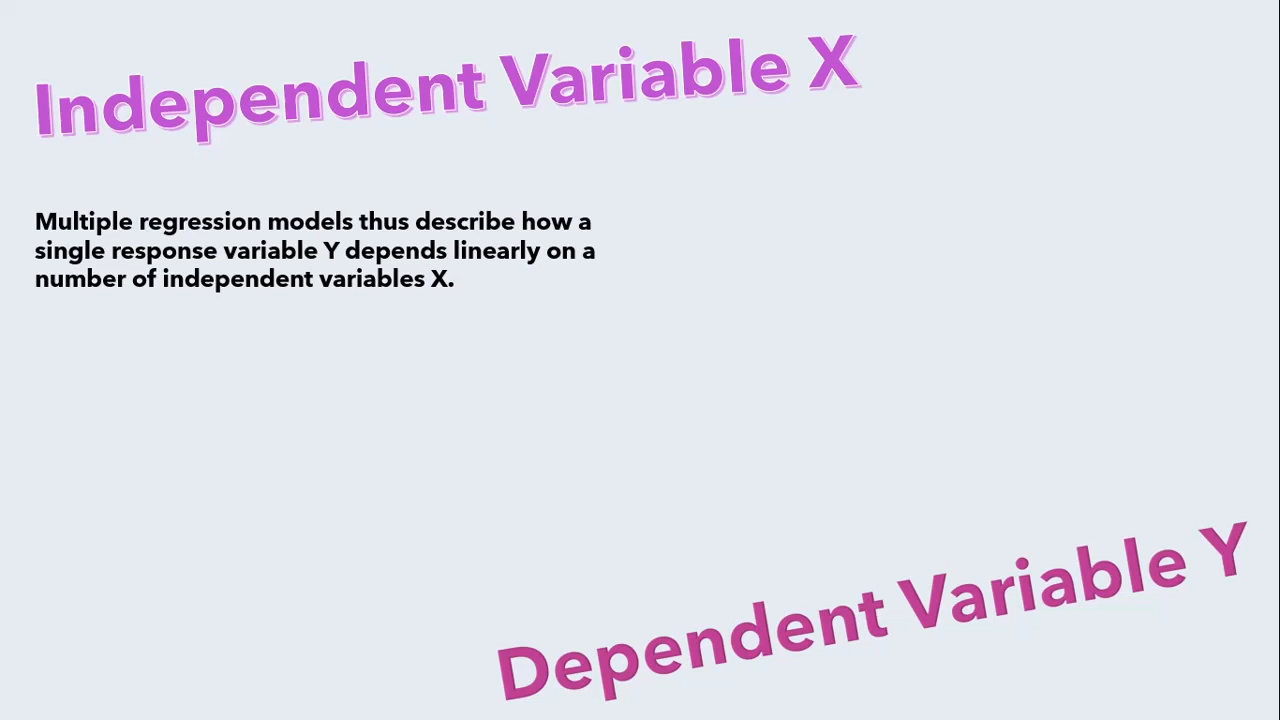 Independent Variable X
Multiple regression models thus describe how a
single response variable Y depends linearly on a
number of independent variables X.
Dependent Variable Y